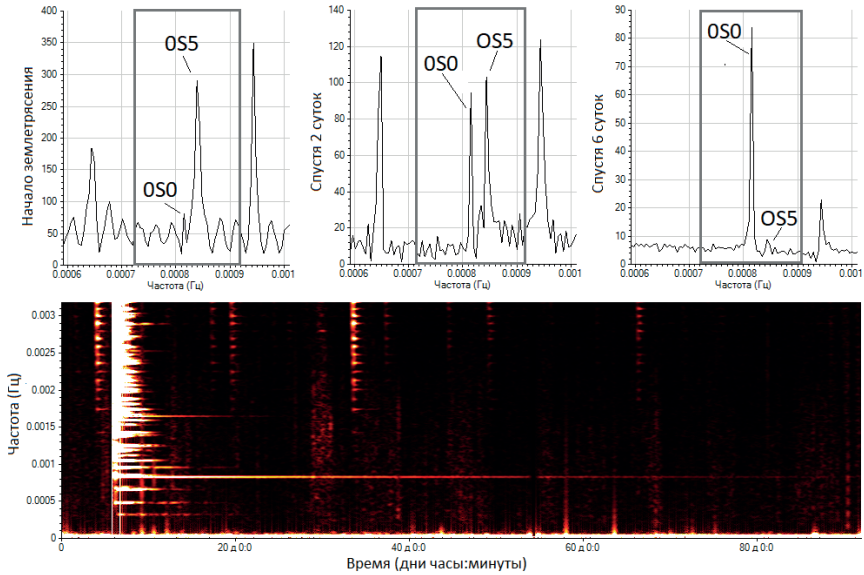 400
350
300
250
200
150
100
50
0
Начало землетрясения
0S5
0S0
0.0006
0.0007
0.0008
0.0009
0.001
Частота (Гц)
140
120
100
80
60
40
20
0
Спустя 2 суток
0S0
OS5
0.0006
0.0007
0.0008
0.0009
0.001
Частота (Гц)
90
80
70
60
50
40
30
20
10
0
Спустя 6 суток
0S0
OS5
0.0006
0.0007
0.0008
0.0009
0.001
Частота (Гц)
0.003
0.0025
0.002
0.0015
0.001
0.0005
0
Частота (Гц)
0
20 д 0:0
40 д 0:0
60 д 0:0
80 д 0:0
Время (дни часы:минуты)